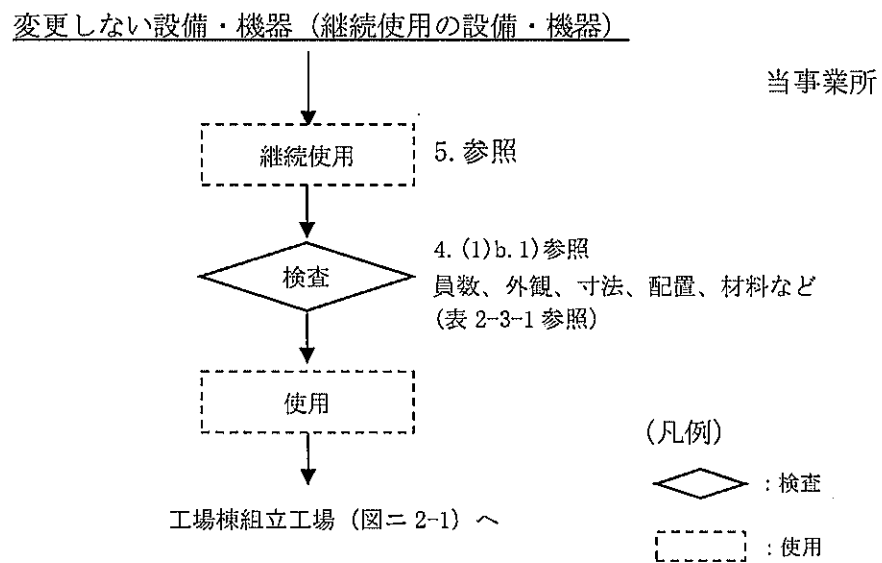 変更しない設備・機器（継続使用の設備・機器）
当事業所
継続使用
5. 参照
検査
4. (1)b. 1)参照
員数、外観、寸法、配置、材料など
(表 2-3-1 参照)
使用
工場棟組立工場（図ニ 2-1）へ
(凡例)
：検査
：使用